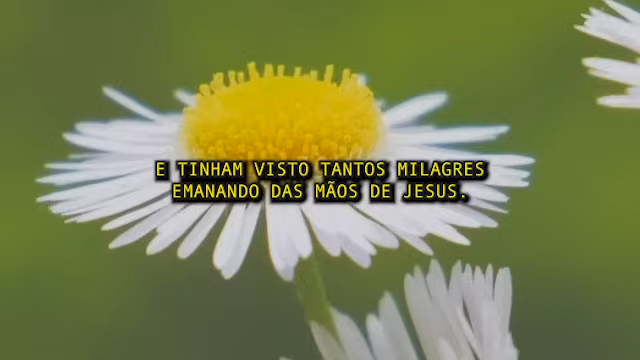 E TINHAM VISTO TANTOS MILAGRES
EMANANDO DAS MÃOS DE JESUS.